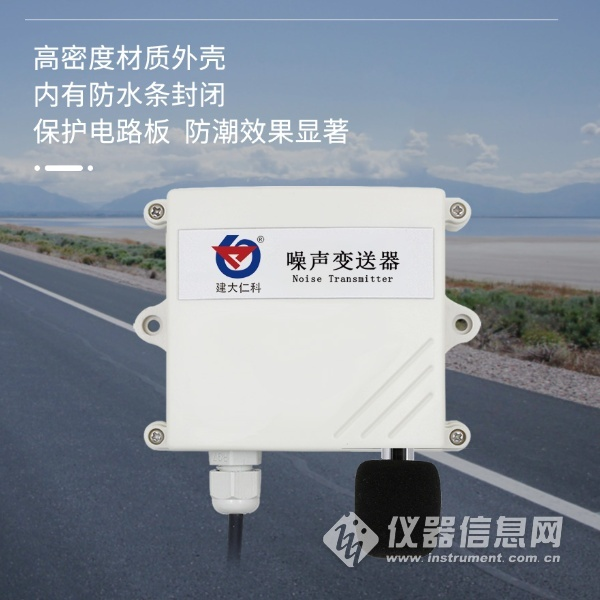 高密度材质外壳
内有防水条封闭
保护电路板 防潮效果显著
®
建大仁科
噪声变送器
Noise Transmitter
仪器信息网
www.instrument.com.cn